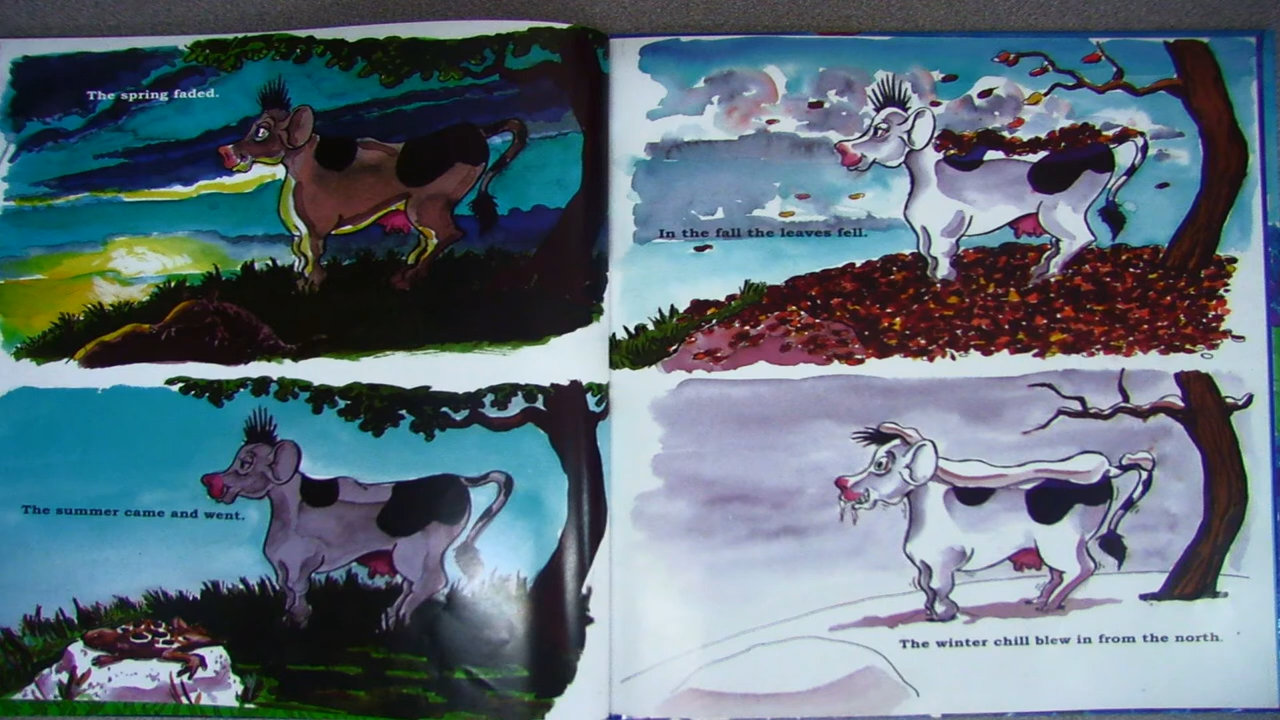 The spring faded.
The summer came and went.
In the fall the leaves fell.
The winter chill blew in from the north.